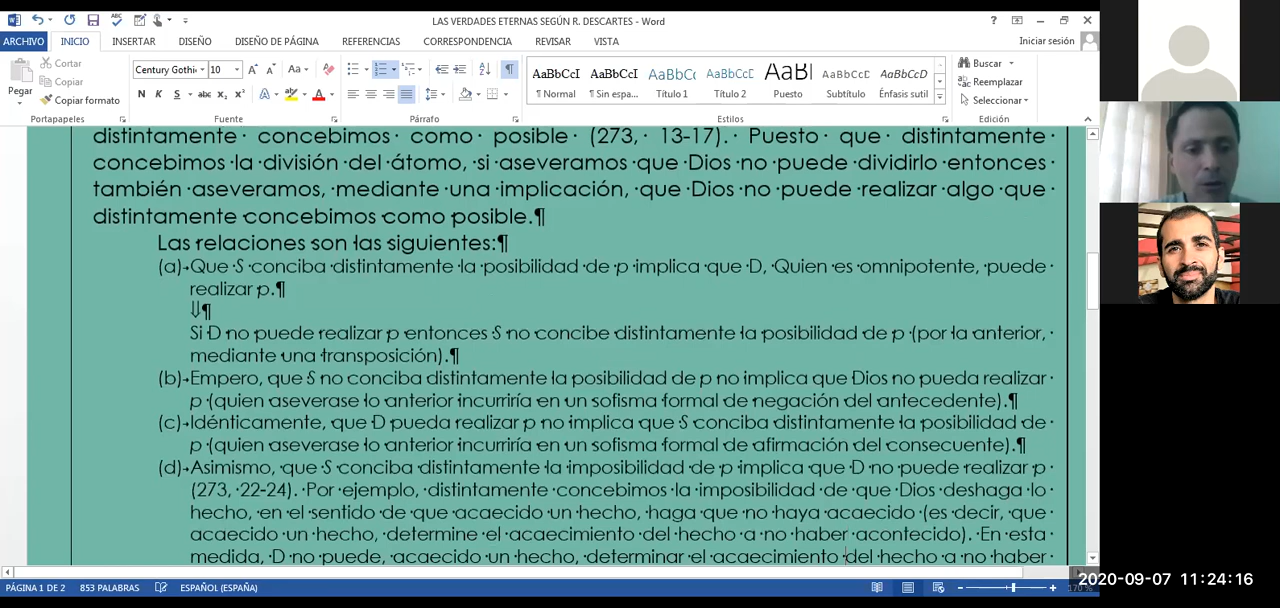 LAS VERDADES ETERNAS SEGÚN R. DESCARTES - Word
ARCHIVO INICIO INSERTAR DISEÑO DISEÑO DE PÁGINA REFERENCIAS CORRESPONDENCIA REVISAR VISTA Iniciar sesión
Pegar
Cortar
Copiar
Copiar formato
Portapapeles
Century Gothi 10
N K S abc x₂ x²
Fuente
Párrafo
AaBbCcI AaBbCcI AaBbCcI AaBbCcI AaBl AaBbCcI AaBbCcI
¶ Normal ¶ Sin espa... Título 1 Título 2 Puesto Subtítulo Énfasis sutil
Estilos
Buscar
Reemplazar
Seleccionar
Edición
distintamente concebimos como posible (273, 13-17). Puesto que distintamente
concebimos la división del átomo, si aseveramos que Dios no puede dividirlo entonces
también aseveramos, mediante una implicación, que Dios no puede realizar algo que
distintamente concebimos como posible.¶
Las relaciones son las siguientes:¶
(a) Que S conciba distintamente la posibilidad de p implica que D, Quien es omnipotente, puede
realizar p.¶
⇓¶
Si D no puede realizar p entonces S no concibe distintamente la posibilidad de p (por la anterior,
mediante una transposición).¶
(b) Empero, que S no conciba distintamente la posibilidad de p no implica que Dios no pueda realizar
p (quien aseverase lo anterior incurriría en un sofisma formal de negación del antecedente).¶
(c) Idénticamente, que D pueda realizar p no implica que S conciba distintamente la posibilidad de
p (quien aseverase lo anterior incurriría en un sofisma formal de afirmación del consecuente).¶
(d) Asimismo, que S conciba distintamente la imposibilidad de p implica que D no puede realizar p
(273, 22-24). Por ejemplo, distintamente concebimos la imposibilidad de que Dios deshaga lo
hecho, en el sentido de que acaecido un hecho, haga que no haya acaecido (es decir, que
acaecido un hecho, determine el acaecimiento del hecho a no haber acontecido). En esta
medida, D no puede, acaecido un hecho, determinar el acaecimiento del hecho a no haber
PÁGINA 1 DE 2 853 PALABRAS ESPAÑOL (ESPAÑA) 170 %
2020-09-07 11:24:16